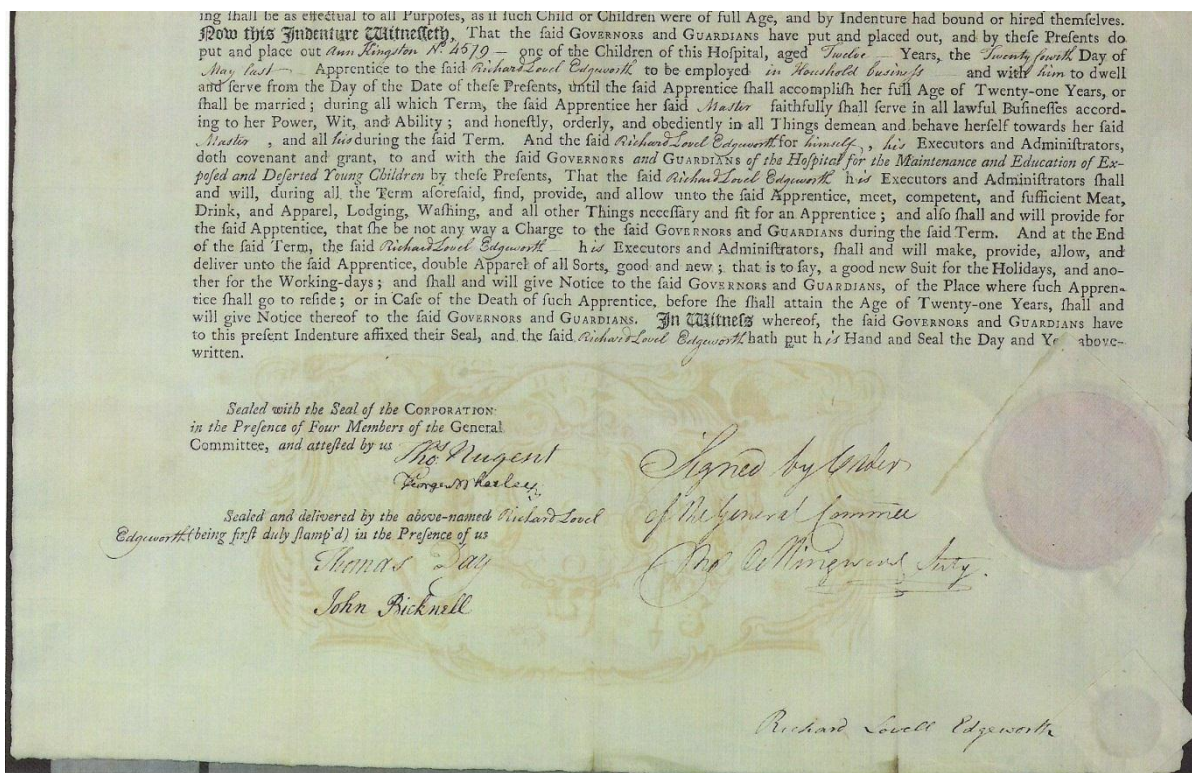 ing ſhall be as effectual to all Purpoſes, as if ſuch Child or Children were of full Age, and by Indenture had bound or hired themſelves.
Now this Indenture Witneſſeth, That the ſaid GOVERNORS and GUARDIANS have put and placed out, and by theſe Preſents do
put and place out Ann Kingston No. 4579 — one of the Children of this Hoſpital, aged Twelve Years, the Twenty fourth Day of
May last — Apprentice to the ſaid Richard Lovel Edgeworth to be employed in Houshold business and with him to dwell
and ſerve from the Day of the Date of theſe Preſents, until the ſaid Apprentice ſhall accompliſh her full Age of Twenty-one Years, or
ſhall be married; during all which Term, the ſaid Apprentice her ſaid Master faithfully ſhall ſerve in all lawful Buſineſſes accord-
ing to her Power, Wit, and Ability; and honeſtly, orderly, and obediently in all Things demean and behave herſelf towards her ſaid
Master, and all his during the ſaid Term. And the ſaid Richard Lovel Edgeworth for himself, his Executors and Adminiſtrators,
doth covenant and grant, to and with the ſaid GOVERNORS and GUARDIANS of the Hoſpital for the Maintenance and Education of Ex-
poſed and Deſerted Young Children by theſe Preſents, That the ſaid Richard Lovel Edgeworth his Executors and Adminiſtrators ſhall
and will, during all the Term aforeſaid, find, provide, and allow unto the ſaid Apprentice, meet, competent, and ſufficient Meat,
Drink, and Apparel, Lodging, Waſhing, and all other Things neceſſary and fit for an Apprentice; and alſo ſhall and will provide for
the ſaid Apprentice, that ſhe be not any way a Charge to the ſaid GOVERNORS and GUARDIANS during the ſaid Term. And at the End
of the ſaid Term, the ſaid Richard Lovel Edgeworth — his Executors and Adminiſtrators, ſhall and will make, provide, allow, and
deliver unto the ſaid Apprentice, double Apparel of all Sorts, good and new; that is to ſay, a good new Suit for the Holidays, and ano-
ther for the Working-days; and ſhall and will give Notice to the ſaid GOVERNORS and GUARDIANS, of the Place where ſuch Appren-
tice ſhall go to reſide; or in Caſe of the Death of ſuch Apprentice, before ſhe ſhall attain the Age of Twenty-one Years, ſhall and
will give Notice thereof to the ſaid GOVERNORS and GUARDIANS. In Witneſs whereof, the ſaid GOVERNORS and GUARDIANS have
to this preſent Indenture affixed their Seal, and the ſaid Richard Lovel Edgeworth hath put his Hand and Seal the Day and Ye above-
written.
Sealed with the Seal of the CORPORATION
in the Preſence of Four Members of the General
Committee, and atteſted by us
Thos Nugent
George Whatley
Sealed and delivered by the above-named Richard Lovel
Edgeworth (being firſt duly ſtamp'd) in the Preſence of us
Thomas Day
John Bicknell
Signed by Order
of the General Commee
Secty.
Richard Lovell Edgeworth